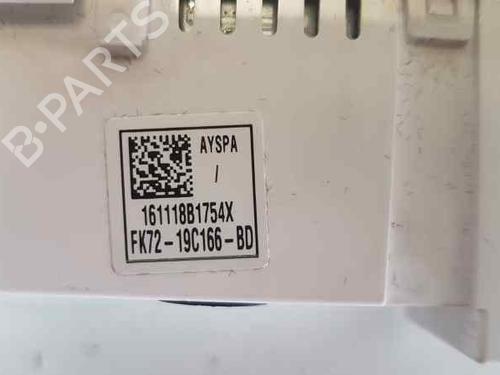 B-PARTS
AYSPA
/
161118B1754X
FK72-19C166-BD